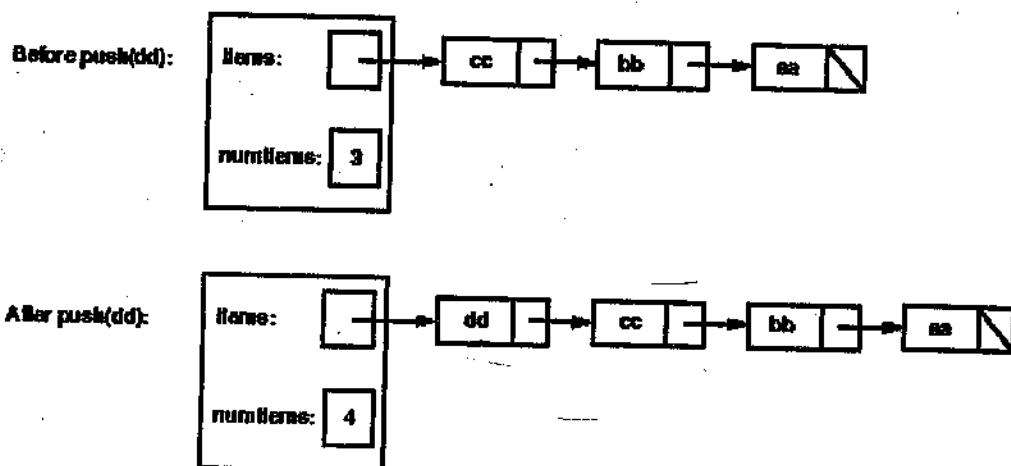 Before push(dd):
items:
cc
bb
aa
numItems:
3
After push(dd):
items:
dd
cc
bb
aa
numItems:
4